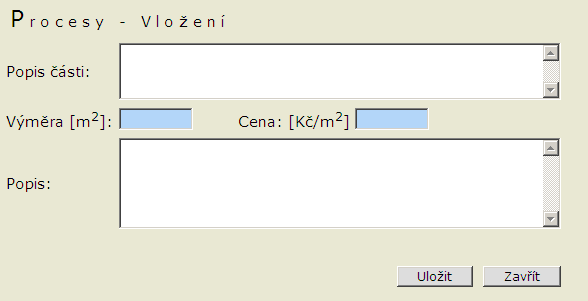 Procesy - Vložení
Popis části:
Výměra [m²]: Cena: [Kč/m²]
Popis:
Uložit Zavřít